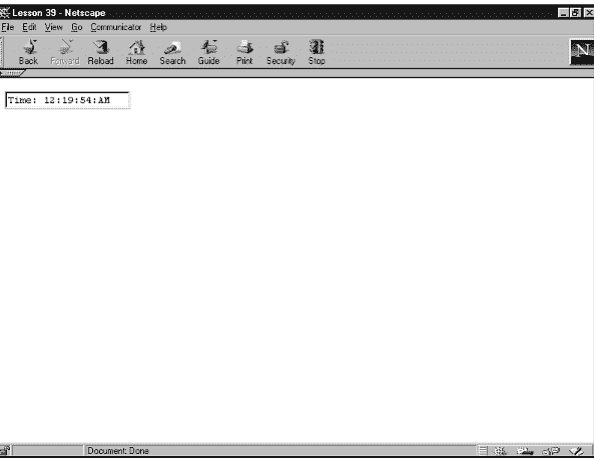 Lesson 39 - Netscape
File Edit View Go Communicator Help
Back Forward Reload Home Search Guide Print Security Stop
N
Time: 12:19:54:AM
Document: Done